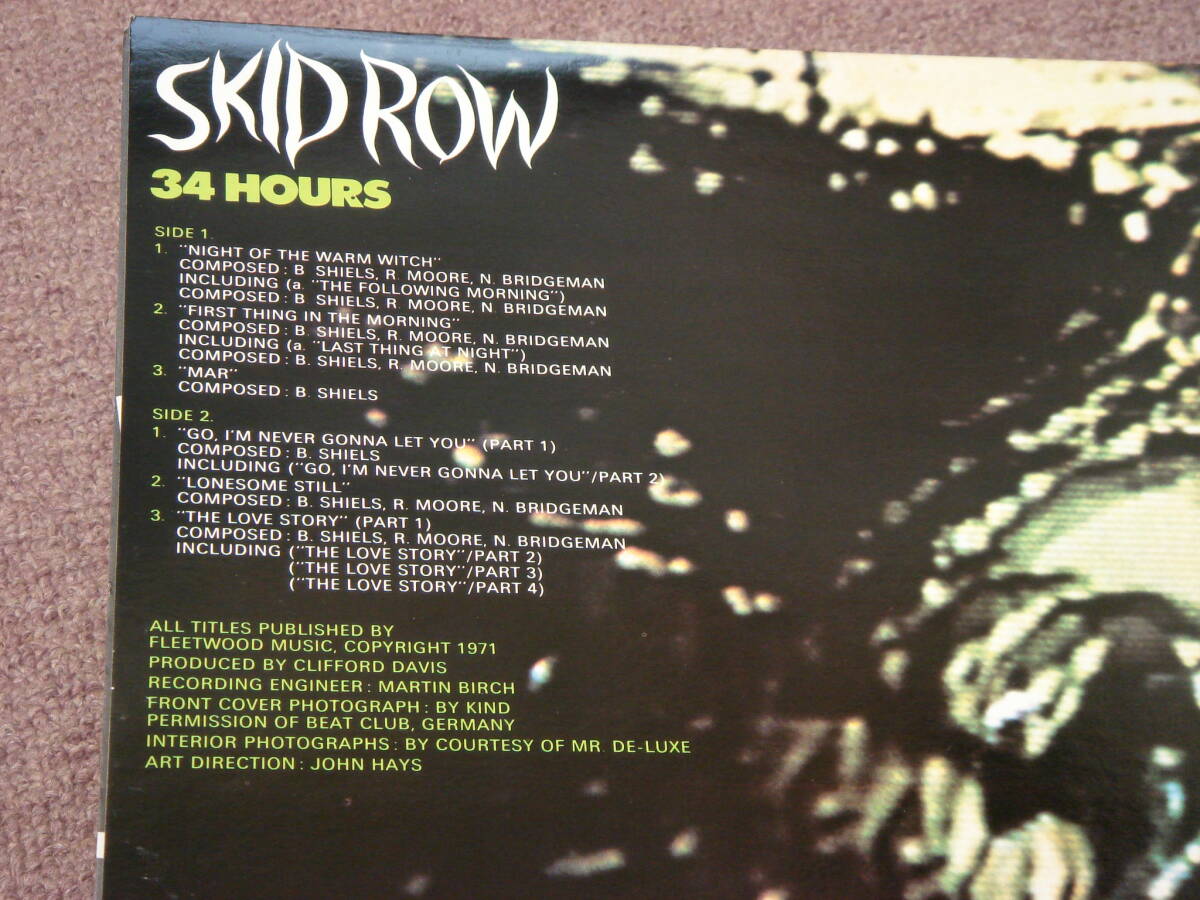 SKID ROW
34 HOURS
SIDE 1.
1. "NIGHT OF THE WARM WITCH"
COMPOSED: B. SHIELS, R. MOORE, N. BRIDGEMAN
INCLUDING (a. "THE FOLLOWING MORNING")
COMPOSED: B. SHIELS, R. MOORE, N. BRIDGEMAN
2. "FIRST THING IN THE MORNING"
COMPOSED: B. SHIELS, R. MOORE, N. BRIDGEMAN
INCLUDING (a. "LAST THING AT NIGHT")
COMPOSED: B. SHIELS, R. MOORE, N. BRIDGEMAN
3. "MAR"
COMPOSED: B. SHIELS
SIDE 2.
1. "GO, I'M NEVER GONNA LET YOU" (PART 1)
COMPOSED: B. SHIELS
INCLUDING ("GO, I'M NEVER GONNA LET YOU"/PART 2)
2. "LONESOME STILL"
COMPOSED: B. SHIELS, R. MOORE, N. BRIDGEMAN
3. "THE LOVE STORY" (PART 1)
COMPOSED: B. SHIELS, R. MOORE, N. BRIDGEMAN
INCLUDING ("THE LOVE STORY"/PART 2)
("THE LOVE STORY"/PART 3)
("THE LOVE STORY"/PART 4)
ALL TITLES PUBLISHED BY
FLEETWOOD MUSIC, COPYRIGHT 1971
PRODUCED BY CLIFFORD DAVIS
RECORDING ENGINEER: MARTIN BIRCH
FRONT COVER PHOTOGRAPH: BY KIND
PERMISSION OF BEAT CLUB, GERMANY
INTERIOR PHOTOGRAPHS: BY COURTESY OF MR. DE-LUXE
ART DIRECTION: JOHN HAYS